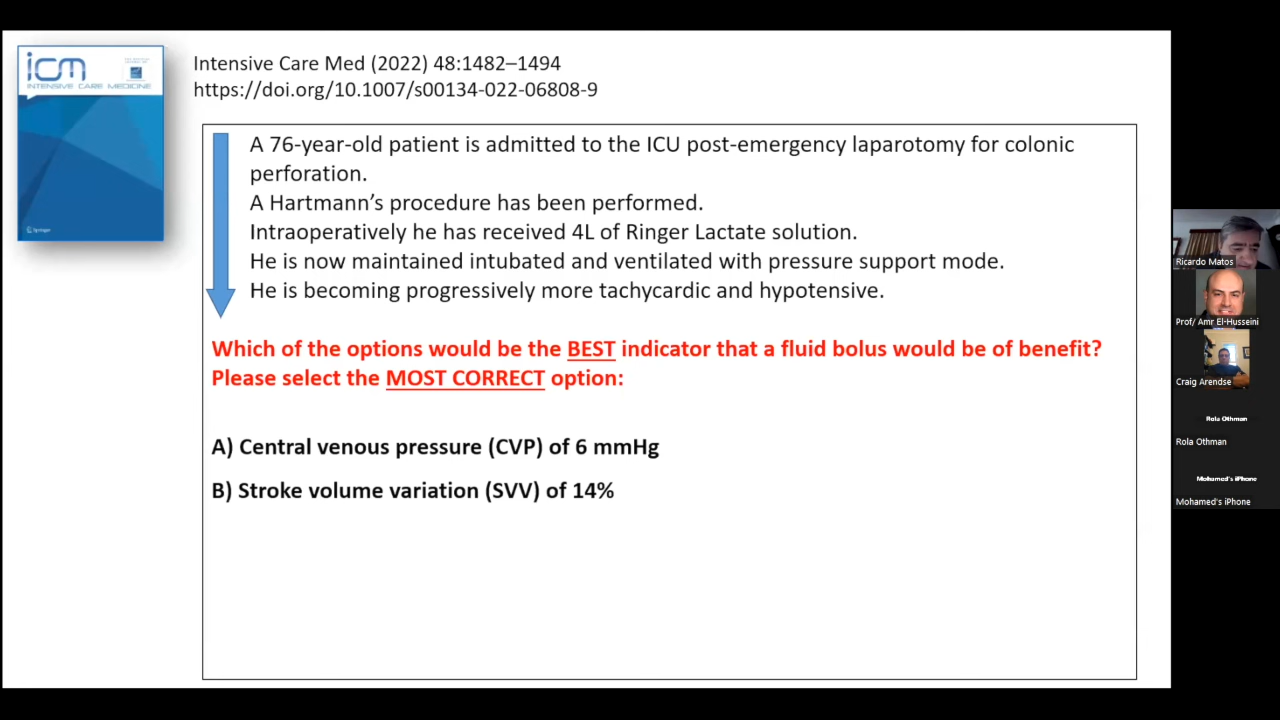 icm
INTENSIVE CARE MEDICINE
Springer
Intensive Care Med (2022) 48:1482–1494
https://doi.org/10.1007/s00134-022-06808-9
A 76-year-old patient is admitted to the ICU post-emergency laparotomy for colonic
perforation.
A Hartmann’s procedure has been performed.
Intraoperatively he has received 4L of Ringer Lactate solution.
He is now maintained intubated and ventilated with pressure support mode.
He is becoming progressively more tachycardic and hypotensive.
Which of the options would be the BEST indicator that a fluid bolus would be of benefit?
Please select the MOST CORRECT option:
A) Central venous pressure (CVP) of 6 mmHg
B) Stroke volume variation (SVV) of 14%
Ricardo Matos
Prof/ Amr El-Husseini
Craig Arendse
Rola Othman
Rola Othman
Mohamed's iPhone
Mohamed's iPhone